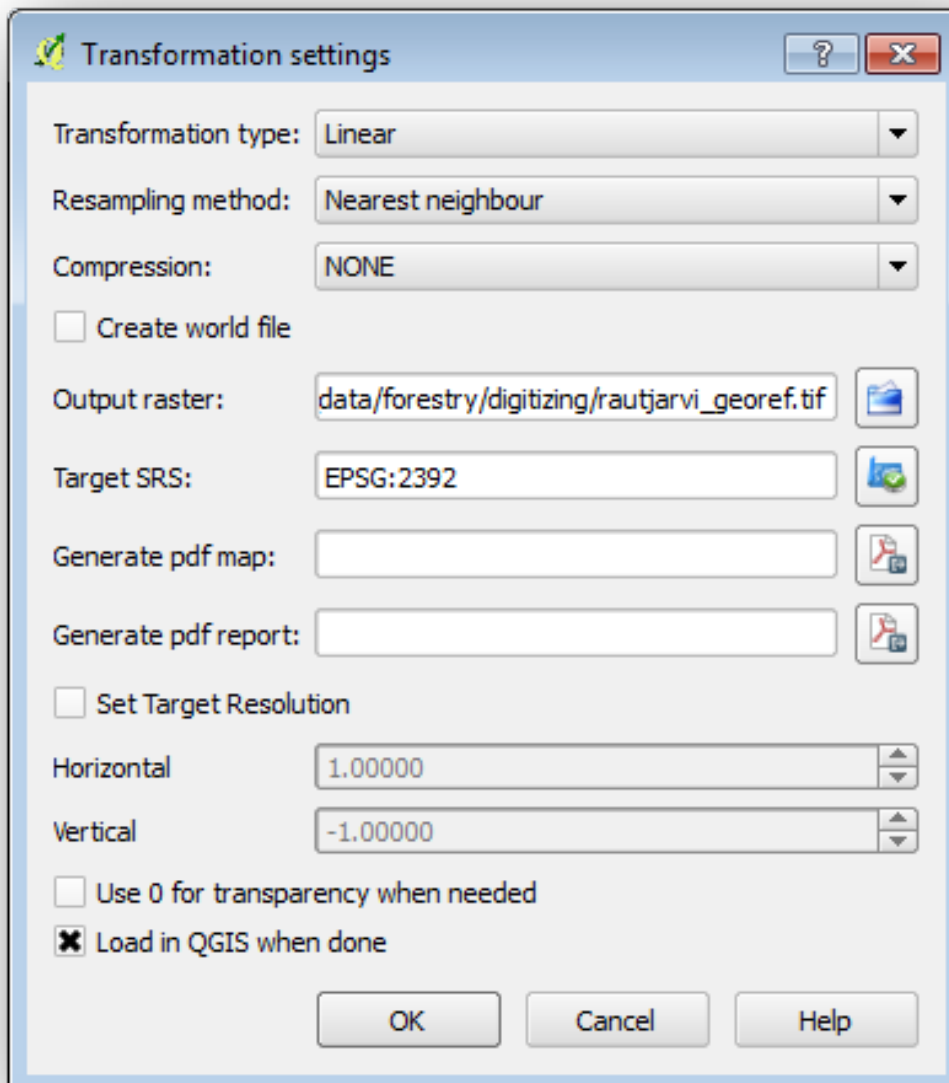 Transformation settings
Transformation type: Linear
Resampling method: Nearest neighbour
Compression: NONE
Create world file
Output raster: data/forestry/digitizing/rautjarvi_georef.tif
Target SRS: EPSG:2392
Generate pdf map:
Generate pdf report:
Set Target Resolution
Horizontal 1.00000
Vertical -1.00000
Use 0 for transparency when needed
Load in QGIS when done
OK Cancel Help